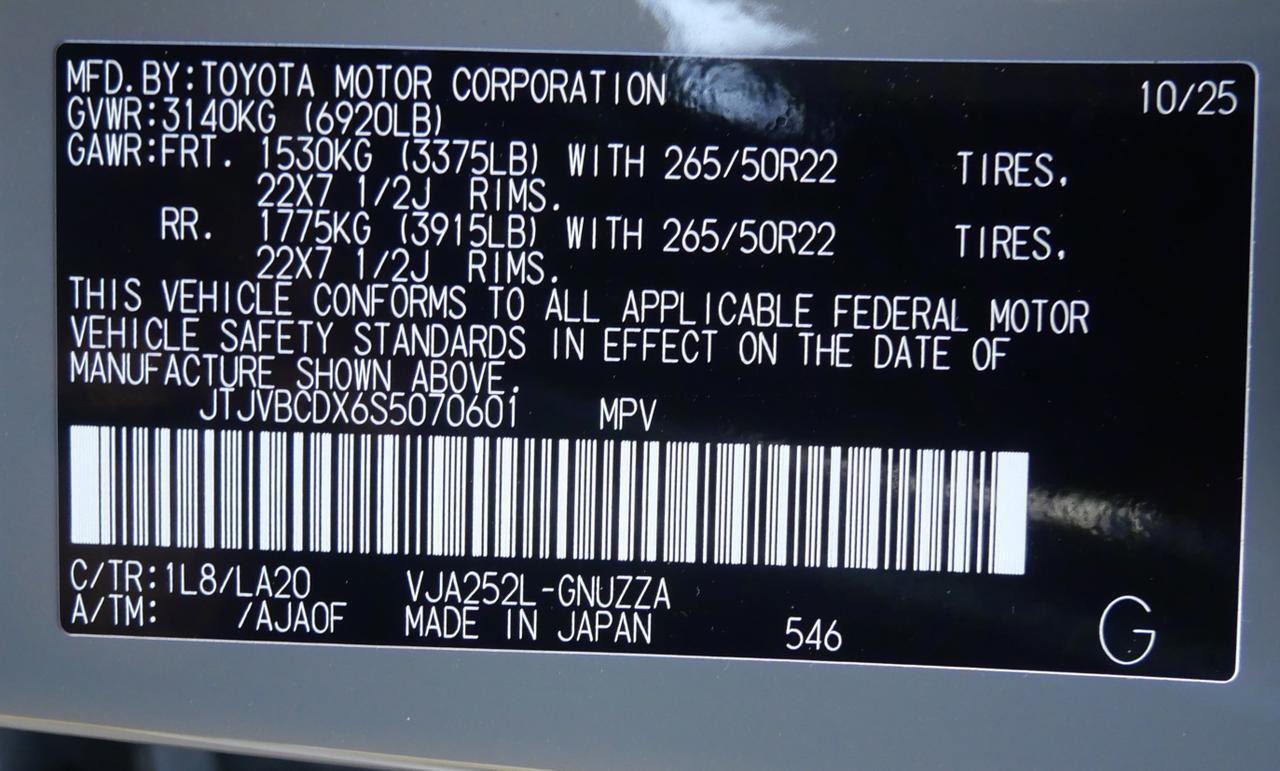 MFD.BY:TOYOTA MOTOR CORPORATION 10/25
GVWR:3140KG (6920LB)
GAWR:FRT. 1530KG (3375LB) WITH 265/50R22 TIRES.
22X7 1/2J RIMS.
RR. 1775KG (3915LB) WITH 265/50R22 TIRES.
22X7 1/2J RIMS.
THIS VEHICLE CONFORMS TO ALL APPLICABLE FEDERAL MOTOR
VEHICLE SAFETY STANDARDS IN EFFECT ON THE DATE OF
MANUFACTURE SHOWN ABOVE.
JTJVBCDX6S5070601 MPV
C/TR:1L8/LA20 VJA252L-GNUZZA
A/TM: /AJA0F MADE IN JAPAN 546 G